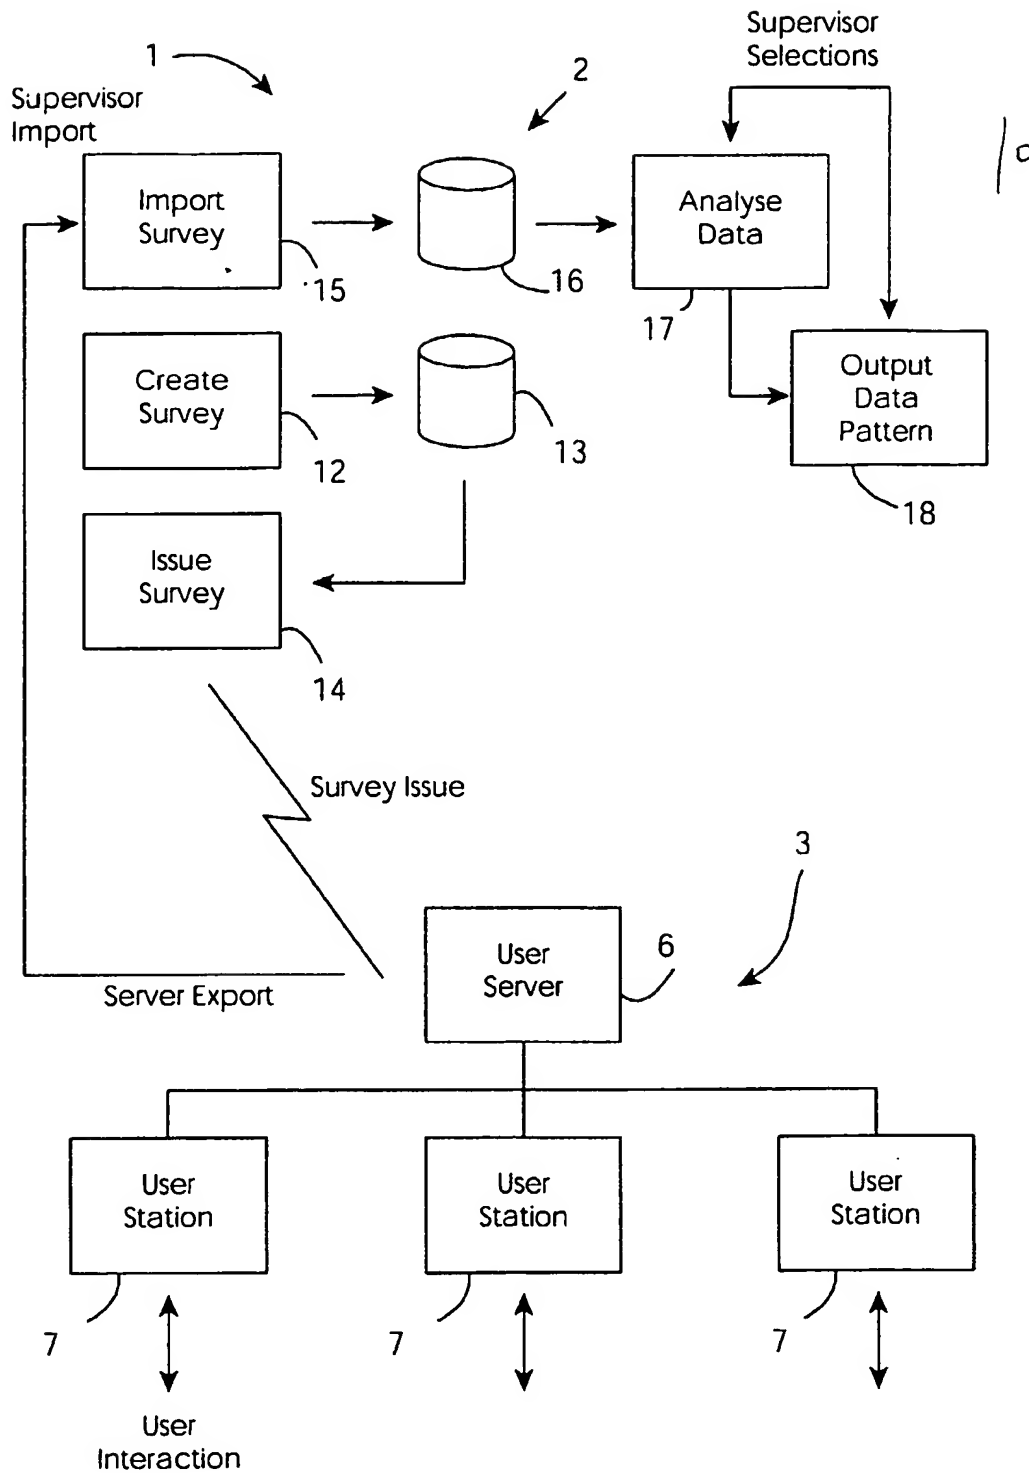 Supervisor
Selections
1
2
Supervisor
Import
Import
Survey
15
16
Analyse
Data
17
Create
Survey
12
13
Output
Data
Pattern
18
Issue
Survey
14
Survey Issue
3
User
Server
6
Server Export
User
Station
User
Station
User
Station
7
7
7
User
Interaction